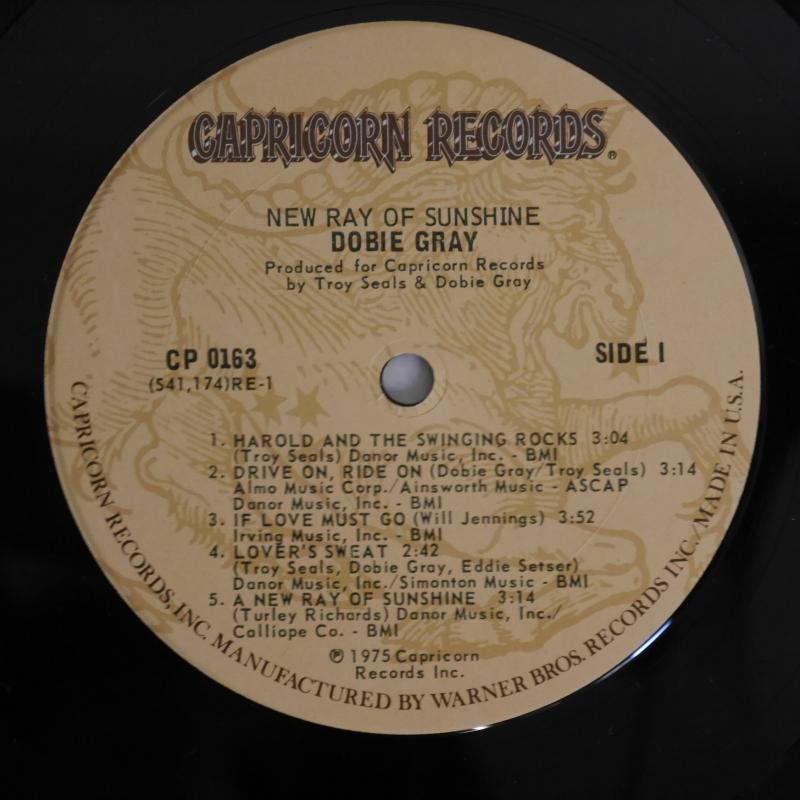 CAPRICORN RECORDS®
NEW RAY OF SUNSHINE
DOBIE GRAY
Produced for Capricorn Records
by Troy Seals & Dobie Gray
CP 0163
(S41,174)RE-1
SIDE I
1. HAROLD AND THE SWINGING ROCKS 3:04
(Troy Seals) Danor Music, Inc. - BMI
2. DRIVE ON, RIDE ON (Dobie Gray/Troy Seals) 3:14
Almo Music Corp./Ainsworth Music - ASCAP
Danor Music, Inc. - BMI
3. IF LOVE MUST GO (Will Jennings) 3:52
Irving Music, Inc. - BMI
4. LOVER'S SWEAT 2:42
(Troy Seals, Dobie Gray, Eddie Setser)
Danor Music, Inc./Simonton Music - BMI
5. A NEW RAY OF SUNSHINE 3:14
(Turley Richards) Danor Music, Inc./
Calliope Co. - BMI
℗ 1975 Capricorn
Records Inc.
CAPRICORN RECORDS, INC. MANUFACTURED BY WARNER BROS. RECORDS INC./MADE IN U.S.A.